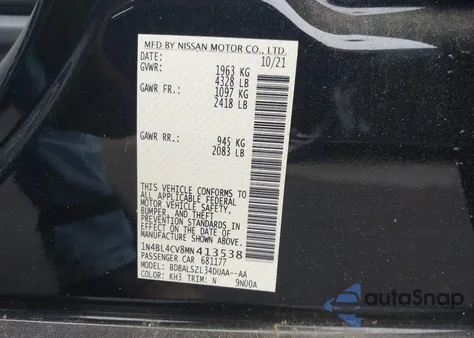 MFD BY NISSAN MOTOR CO., LTD.
DATE: 10/21
GVWR: 1963 KG
4328 LB
GAWR FR.: 1097 KG
2418 LB
GAWR RR.: 945 KG
2083 LB
THIS VEHICLE CONFORMS TO
ALL APPLICABLE FEDERAL
MOTOR VEHICLE SAFETY,
BUMPER, AND THEFT
PREVENTION STANDARDS IN
EFFECT ON THE DATE OF
MANUFACTURE SHOWN ABOVE.
1N4BL4CV8MN413538
PASSENGER CAR 681177
MODEL: BDBALSZL34DUAA--AA
COLOR: KH3 TRIM: N 9N00A
autoSnap